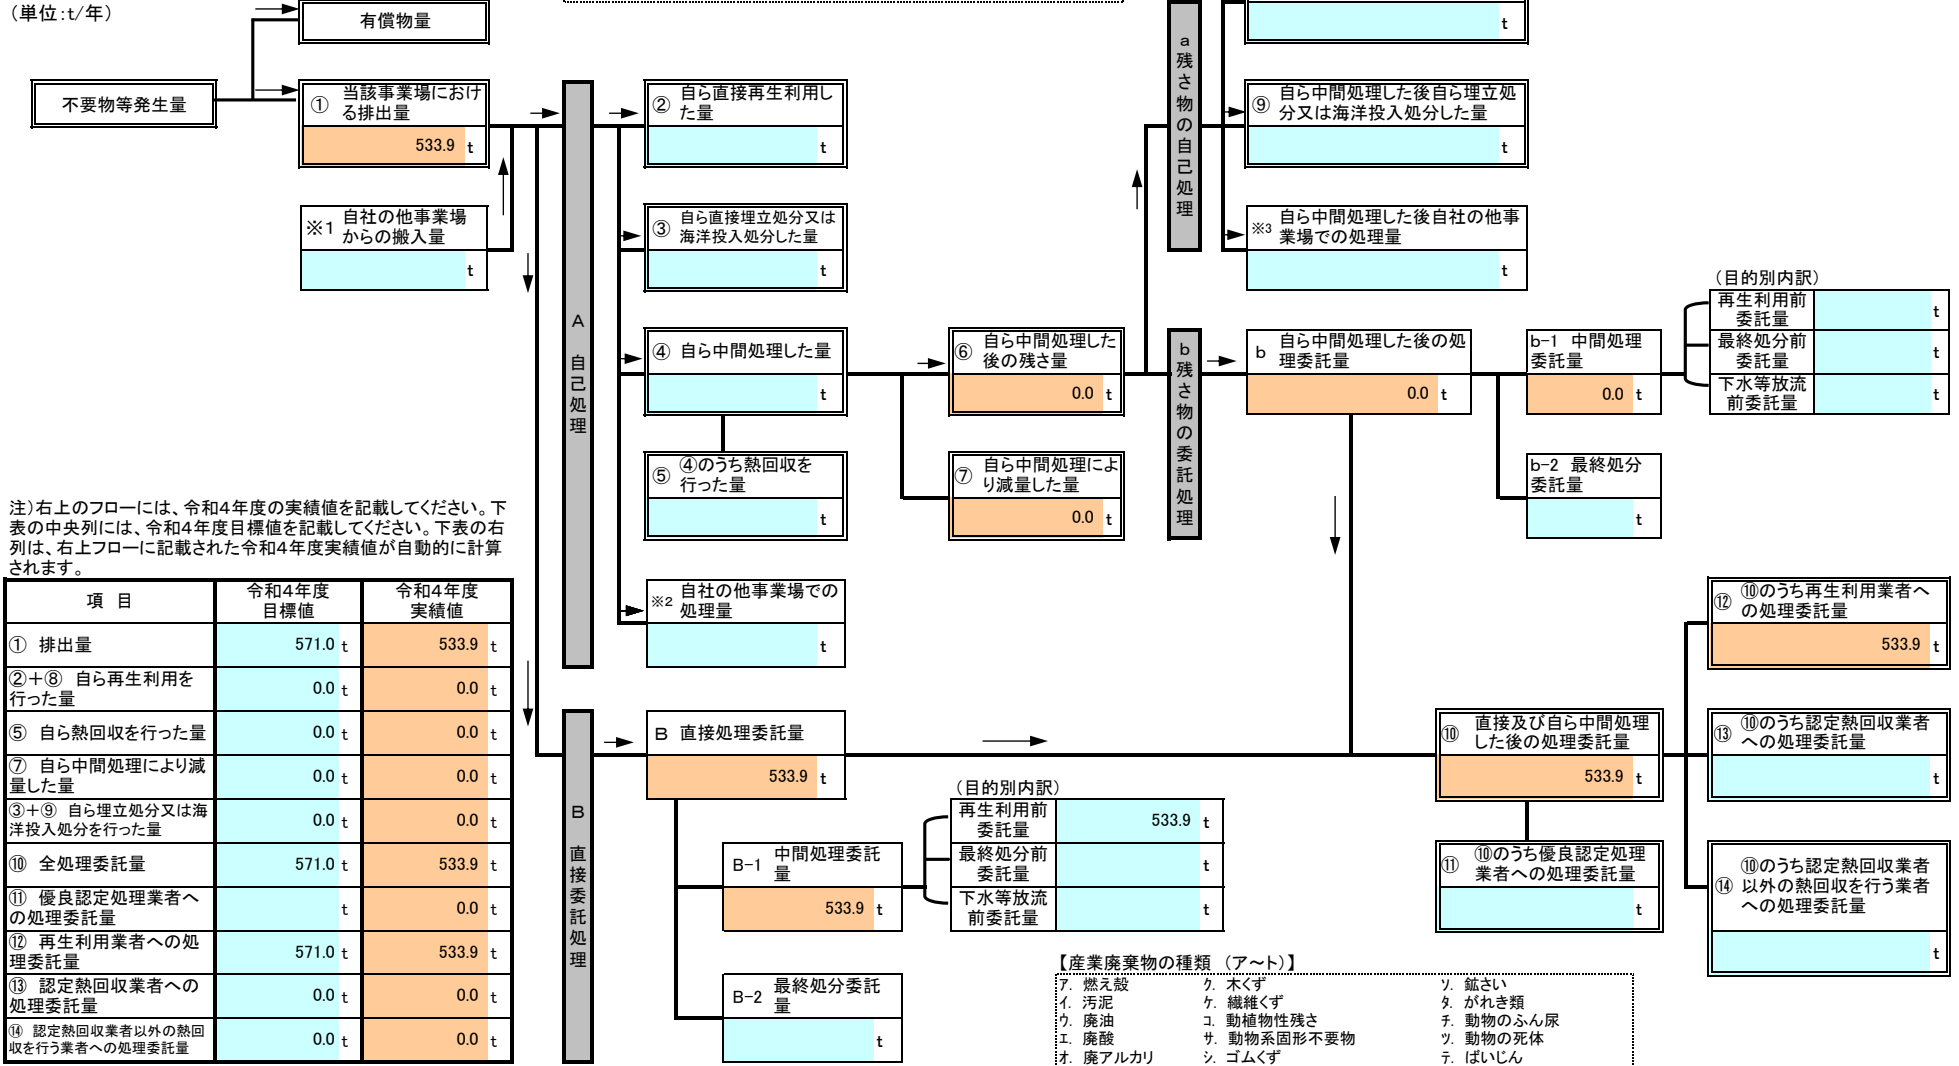 （単位：t/年）
有償物量
不要物等発生量
① 当該事業場におけ
る排出量
533.9 t
※1 自社の他事業場
からの搬入量
t
A 自己処理
② 自ら直接再生利用し
た量
t
③ 自ら直接埋立処分又は
海洋投入処分した量
t
④ 自ら中間処理した量
t
⑤ ④のうち熱回収を
行った量
t
※2 自社の他事業場での
処理量
t
⑥ 自ら中間処理した
後の残さ量
0.0 t
⑦ 自ら中間処理によ
り減量した量
0.0 t
a 残さ物の自己処理
t
⑨ 自ら中間処理した後自ら埋立処
分又は海洋投入処分した量
t
※3 自ら中間処理した後自社の他事
業場での処理量
t
b 残さ物の委託処理
b 自ら中間処理した後の処
理委託量
0.0 t
b-1 中間処理
委託量
0.0 t
b-2 最終処分
委託量
t
（目的別内訳）
再生利用前
委託量 t
最終処分前
委託量 t
下水等放流
前委託量 t
注）右上のフローには、令和4年度の実績値を記載してください。下
表の中央列には、令和4年度目標値を記載してください。下表の右
列は、右上フローに記載された令和4年度実績値が自動的に計算
されます。
項 目 令和4年度
目標値 令和4年度
実績値
① 排出量 571.0 t 533.9 t
②＋⑧ 自ら再生利用を
行った量 0.0 t 0.0 t
⑤ 自ら熱回収を行った量 0.0 t 0.0 t
⑦ 自ら中間処理により減
量した量 0.0 t 0.0 t
③＋⑨ 自ら埋立処分又は海
洋投入処分を行った量 0.0 t 0.0 t
⑩ 全処理委託量 571.0 t 533.9 t
⑪ 優良認定処理業者へ
の処理委託量 t 0.0 t
⑫ 再生利用業者への処
理委託量 571.0 t 533.9 t
⑬ 認定熱回収業者への
処理委託量 0.0 t 0.0 t
⑭ 認定熱回収業者以外の熱回
収を行う業者への処理委託量 0.0 t 0.0 t
B 直接委託処理
B 直接処理委託量
533.9 t
B-1 中間処理委託
量
533.9 t
B-2 最終処分委託
量
t
（目的別内訳）
再生利用前
委託量 533.9 t
最終処分前
委託量 t
下水等放流
前委託量 t
⑩ 直接及び自ら中間処理
した後の処理委託量
533.9 t
⑪ ⑩のうち優良認定処理
業者への処理委託量
t
⑫ ⑩のうち再生利用業者へ
の処理委託量
533.9 t
⑬ ⑩のうち認定熱回収業者
への処理委託量
t
⑭ ⑩のうち認定熱回収業者
以外の熱回収を行う業者
への処理委託量
t
【産業廃棄物の種類 （ア～ト）】
ア. 燃え殻 ク. 木くず ソ. 鉱さい
イ. 汚泥 ケ. 繊維くず タ. がれき類
ウ. 廃油 コ. 動植物性残さ チ. 動物のふん尿
エ. 廃酸 サ. 動物系固形不要物 ツ. 動物の死体
オ. 廃アルカリ シ. ゴムくず テ. ばいじん